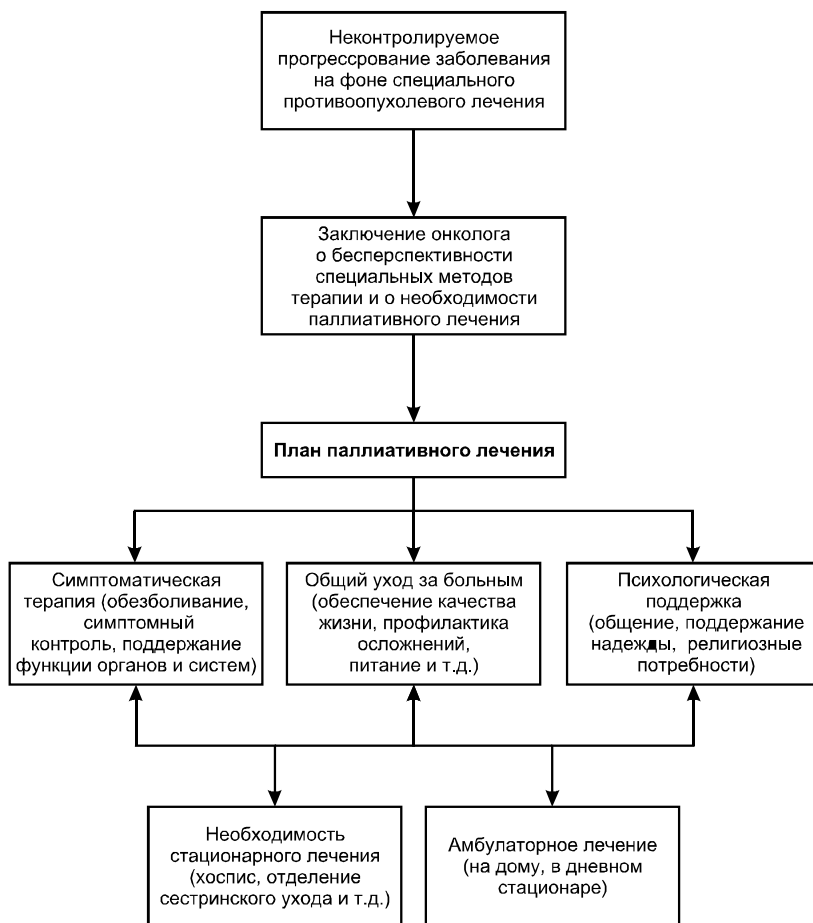 Неконтролируемое
прогрессрование заболевания
на фоне специального
противоопухолевого лечения
Заключение онколога
о бесперспективности
специальных методов
терапии и о необходимости
паллиативного лечения
План паллиативного лечения
Симптоматическая
терапия (обезболивание,
симптомный
контроль, поддержание
функции органов и систем)
Общий уход за больным
(обеспечение качества
жизни, профилактика
осложнений,
питание и т.д.)
Психологическая
поддержка
(общение, поддержание
надежды, религиозные
потребности)
Необходимость
стационарного лечения
(хоспис, отделение
сестринского ухода и т.д.)
Амбулаторное лечение
(на дому, в дневном
стационаре)